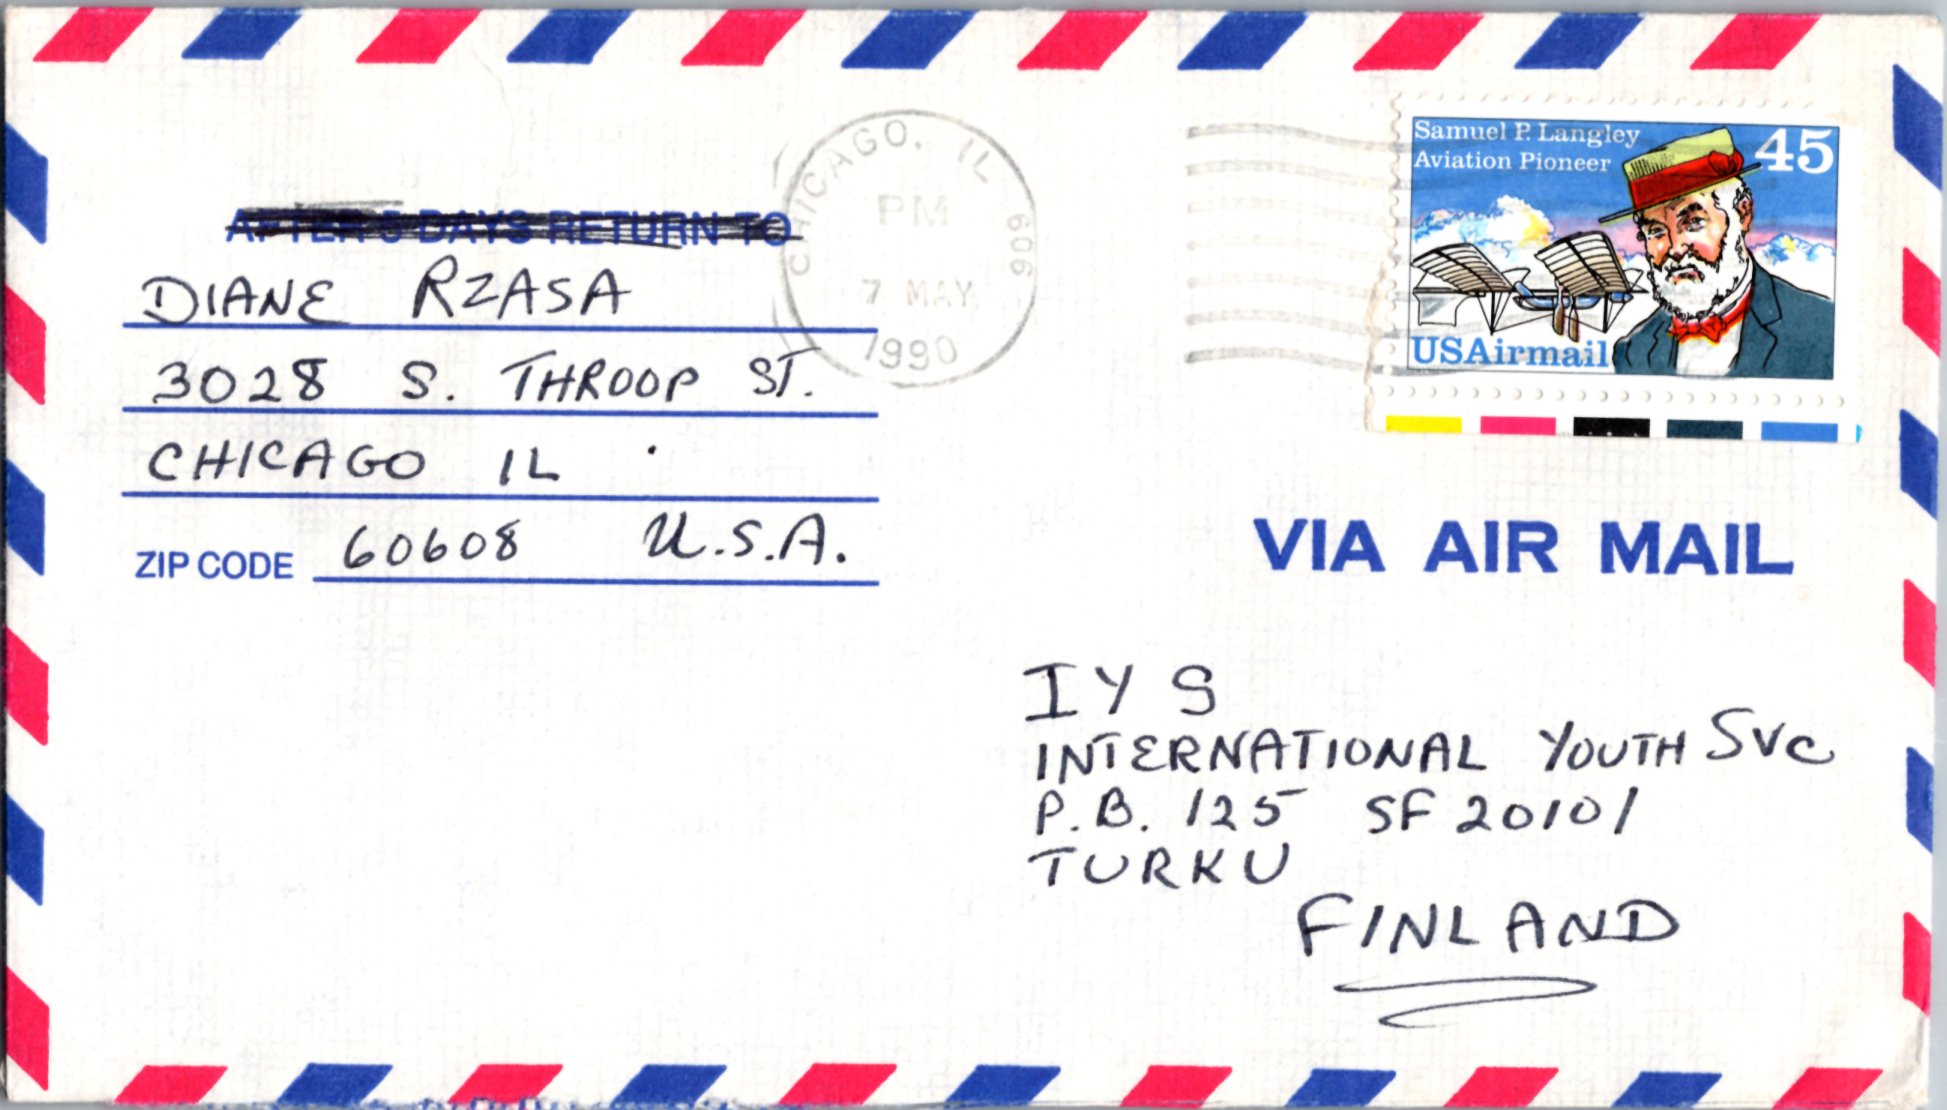 AFTER 5 DAYS RETURN TO
DIANE RZASA
3028 S. THROOP ST.
CHICAGO IL
ZIP CODE 60608 U.S.A.
CHICAGO, IL 606
PM
7 MAY
1990
Samuel P. Langley
Aviation Pioneer
45
USAirmail
VIA AIR MAIL
IYS
INTERNATIONAL YOUTH SVC
P.B. 125 SF 20101
TURKU
FINLAND